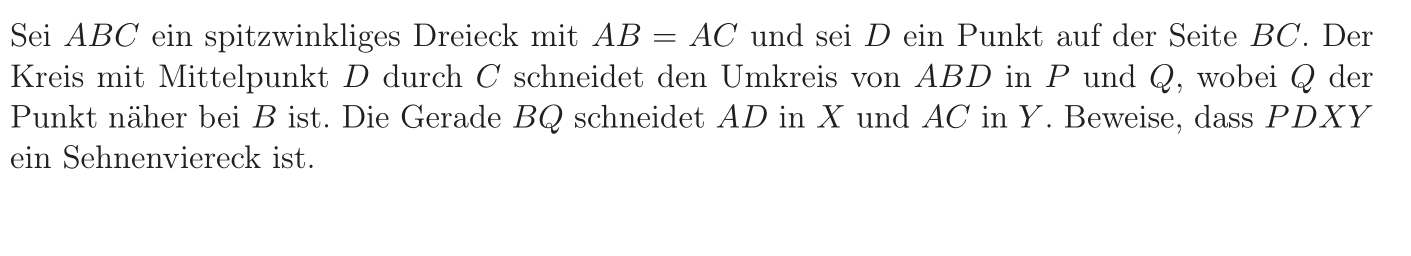 Sei ABC ein spitzwinkliges Dreieck mit AB = AC und sei D ein Punkt auf der Seite BC. Der
Kreis mit Mittelpunkt D durch C schneidet den Umkreis von ABD in P und Q, wobei Q der
Punkt näher bei B ist. Die Gerade BQ schneidet AD in X und AC in Y. Beweise, dass PDXY
ein Sehnenviereck ist.